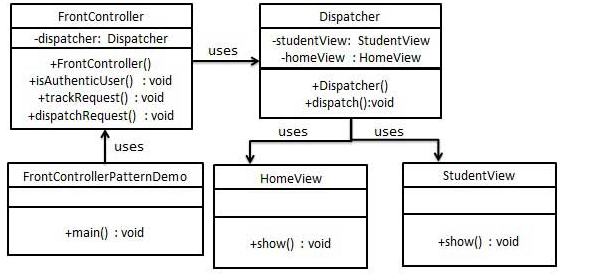 FrontController
-dispatcher: Dispatcher
+FrontController()
+isAuthenticUser() : void
+trackRequest() : void
+dispatchRequest() : void
uses
Dispatcher
-studentView: StudentView
-homeView : HomeView
+Dispatcher()
+dispatch():void
uses
uses
uses
FrontControllerPatternDemo
+main() : void
HomeView
+show() : void
StudentView
+show() : void